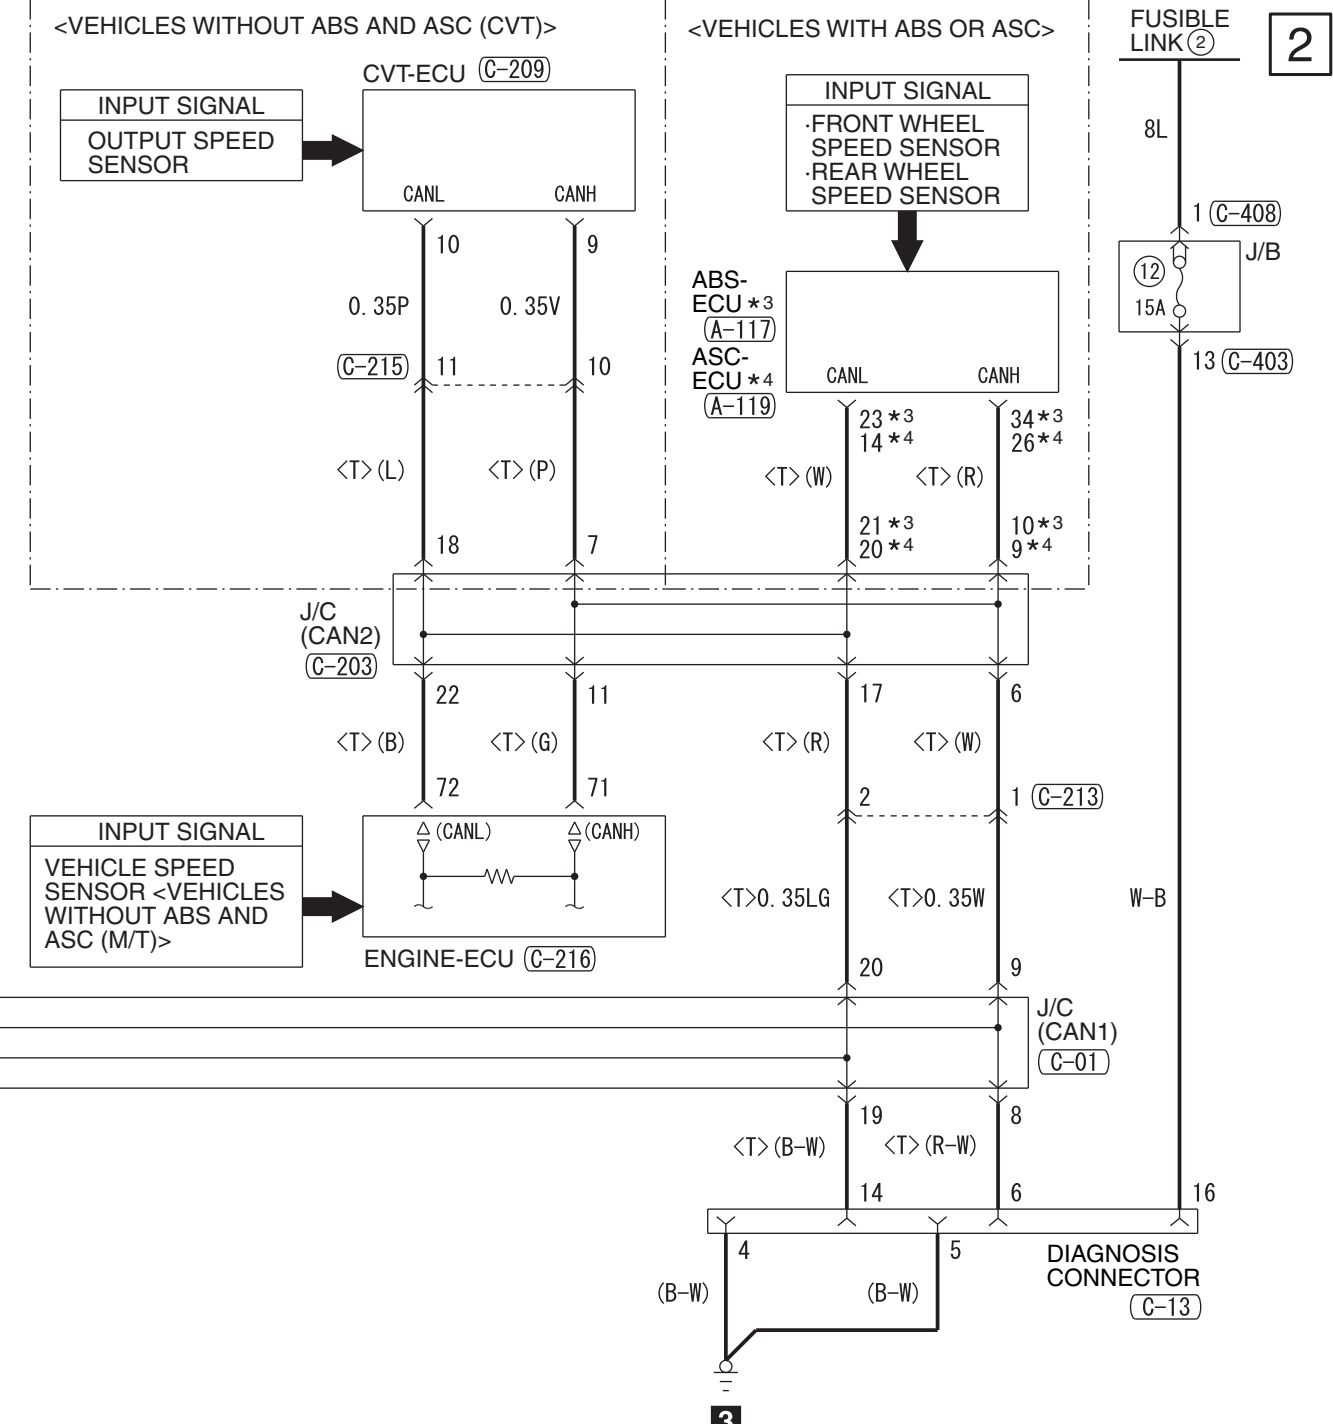 <VEHICLES WITHOUT ABS AND ASC (CVT)>
<VEHICLES WITH ABS OR ASC>
FUSIBLE
LINK ②
2
CVT-ECU C-209
INPUT SIGNAL
OUTPUT SPEED
SENSOR
CANL
CANH
INPUT SIGNAL
·FRONT WHEEL
SPEED SENSOR
·REAR WHEEL
SPEED SENSOR
8L
1 C-408
J/B
12
15A
13 C-403
10
9
0.35P
0.35V
C-215
11
10
<T>(L)
<T>(P)
18
7
ABS-
ECU *3
A-117
ASC-
ECU *4
A-119
CANL
CANH
23 *3
14 *4
34 *3
26 *4
<T>(W)
<T>(R)
21 *3
20 *4
10 *3
9 *4
J/C
(CAN2)
C-203
22
11
17
6
<T>(B)
<T>(G)
<T>(R)
<T>(W)
72
71
2
1 C-213
INPUT SIGNAL
VEHICLE SPEED
SENSOR <VEHICLES
WITHOUT ABS AND
ASC (M/T)>
(CANL)
(CANH)
ENGINE-ECU C-216
<T>0.35LG
<T>0.35W
W-B
20
9
J/C
(CAN1)
C-01
19
8
<T>(B-W)
<T>(R-W)
14
6
16
4
5
DIAGNOSIS
CONNECTOR
C-13
(B-W)
(B-W)
3